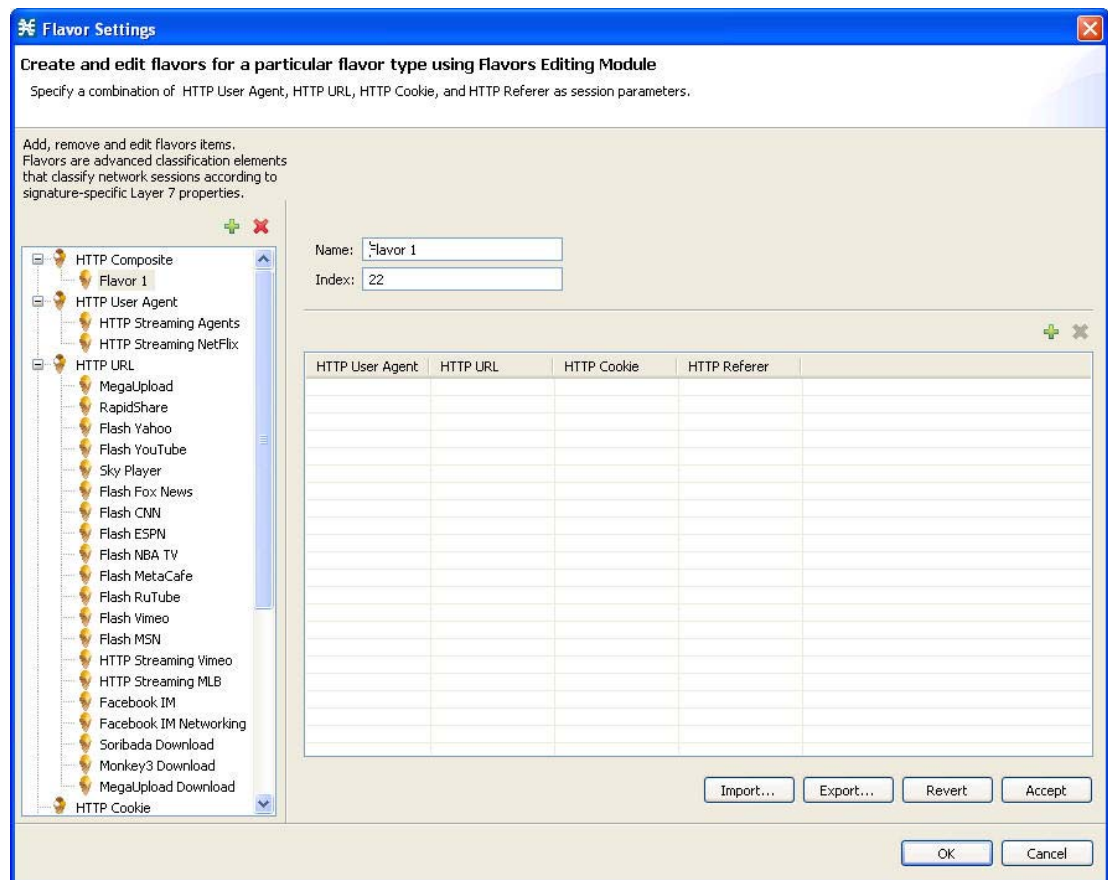 Flavor Settings
Create and edit flavors for a particular flavor type using Flavors Editing Module
Specify a combination of HTTP User Agent, HTTP URL, HTTP Cookie, and HTTP Referer as session parameters.
Add, remove and edit flavors items.
Flavors are advanced classification elements
that classify network sessions according to
signature-specific Layer 7 properties.
HTTP Composite
Flavor 1
HTTP User Agent
HTTP Streaming Agents
HTTP Streaming NetFlix
HTTP URL
MegaUpload
RapidShare
Flash Yahoo
Flash YouTube
Sky Player
Flash Fox News
Flash CNN
Flash ESPN
Flash NBA TV
Flash MetaCafe
Flash RuTube
Flash Vimeo
Flash MSN
HTTP Streaming Vimeo
HTTP Streaming MLB
Facebook IM
Facebook IM Networking
Soribada Download
Monkey3 Download
MegaUpload Download
HTTP Cookie
Name: Flavor 1
Index: 22
HTTP User Agent HTTP URL HTTP Cookie HTTP Referer
Import... Export... Revert Accept
OK Cancel